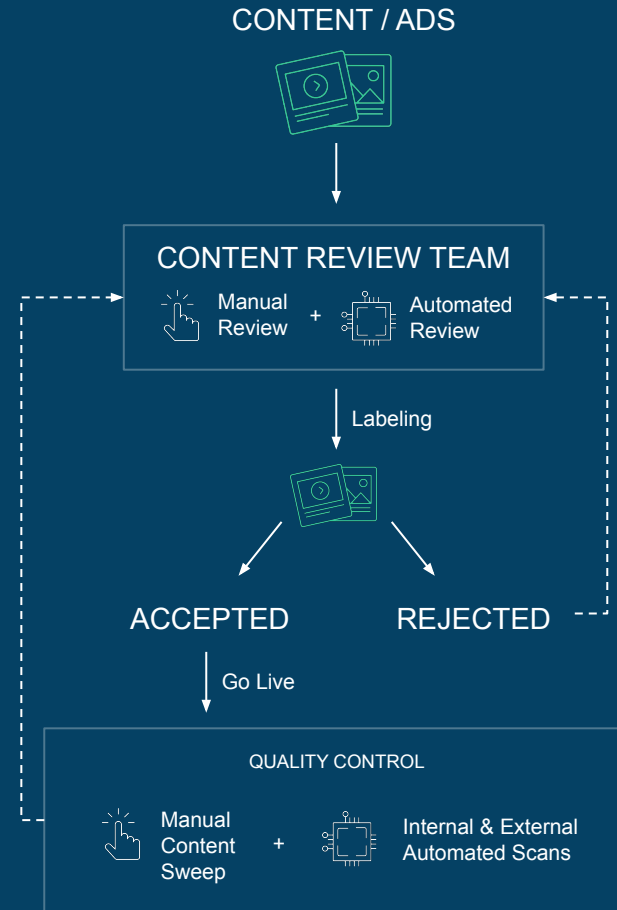 CONTENT / ADS
CONTENT REVIEW TEAM
Manual
Review
+
Automated
Review
Labeling
ACCEPTED
REJECTED
Go Live
QUALITY CONTROL
Manual
Content
Sweep
+
Internal & External
Automated Scans